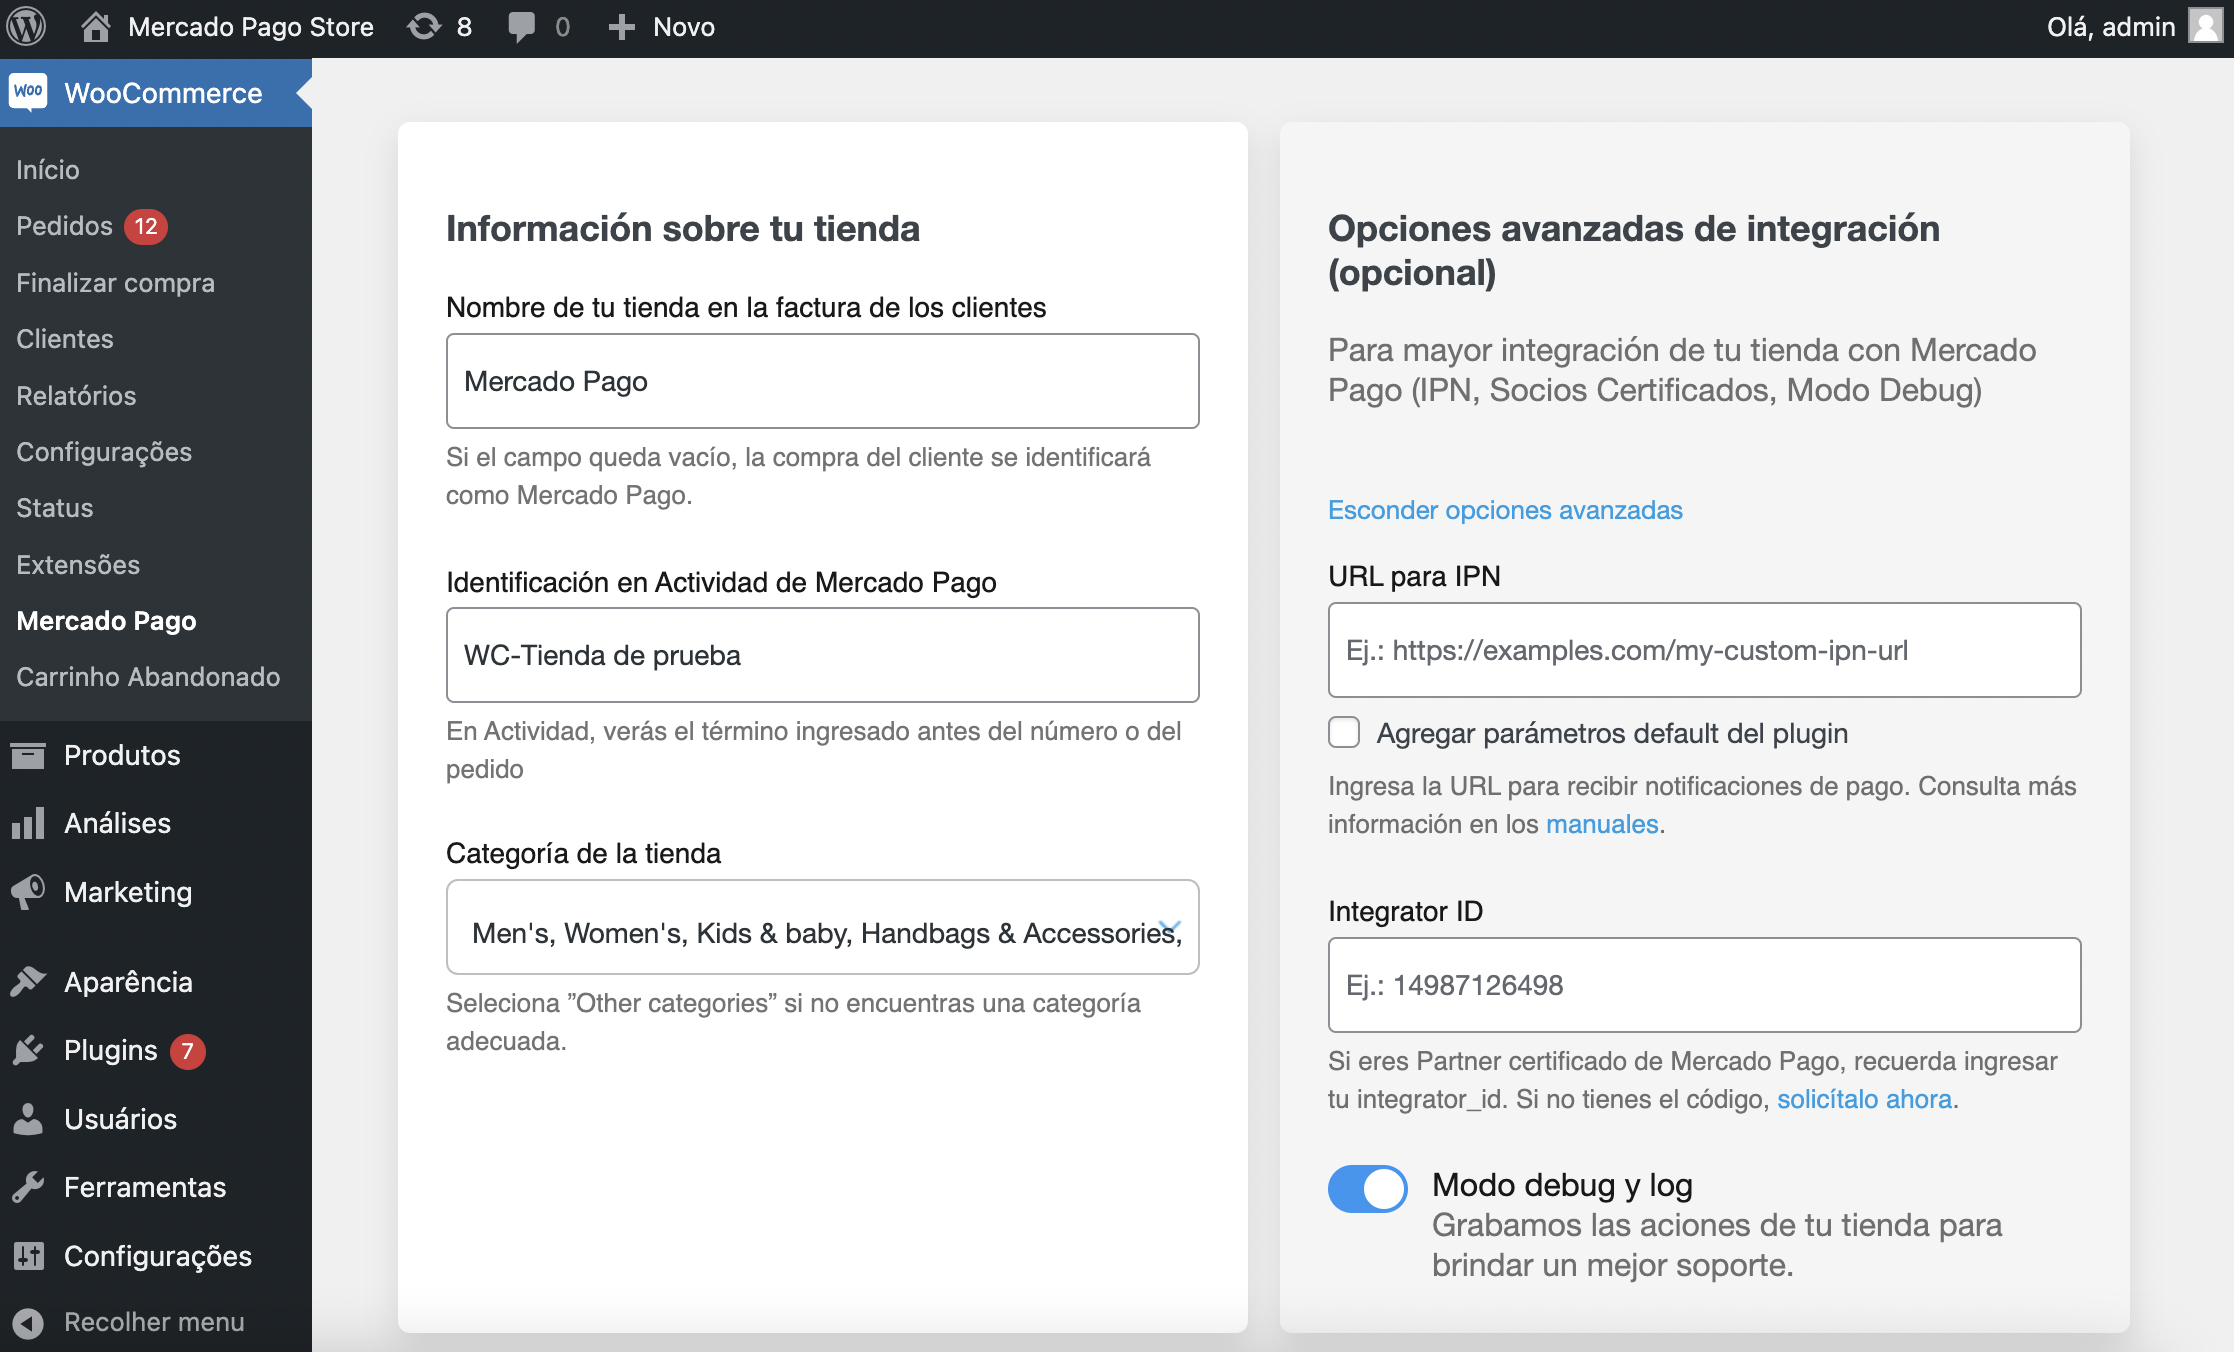 Mercado Pago Store
8
0
Novo
Olá, admin
Woo
WooCommerce
Início
Pedidos 12
Finalizar compra
Clientes
Relatórios
Configurações
Status
Extensões
Mercado Pago
Carrinho Abandonado
Produtos
Análises
Marketing
Aparência
Plugins 7
Usuários
Ferramentas
Configurações
Recolher menu
Información sobre tu tienda
Nombre de tu tienda en la factura de los clientes
Mercado Pago
Si el campo queda vacío, la compra del cliente se identificará
como Mercado Pago.
Identificación en Actividad de Mercado Pago
WC-Tienda de prueba
En Actividad, verás el término ingresado antes del número o del
pedido
Categoría de la tienda
Men's, Women's, Kids & baby, Handbags & Accessories,
Seleciona ”Other categories” si no encuentras una categoría
adecuada.
Opciones avanzadas de integración
(opcional)
Para mayor integración de tu tienda con Mercado
Pago (IPN, Socios Certificados, Modo Debug)
Esconder opciones avanzadas
URL para IPN
Ej.: https://examples.com/my-custom-ipn-url
Agregar parámetros default del plugin
Ingresa la URL para recibir notificaciones de pago. Consulta más
información en los manuales.
Integrator ID
Ej.: 14987126498
Si eres Partner certificado de Mercado Pago, recuerda ingresar
tu integrator_id. Si no tienes el código, solicítalo ahora.
Modo debug y log
Grabamos las aciones de tu tienda para
brindar un mejor soporte.